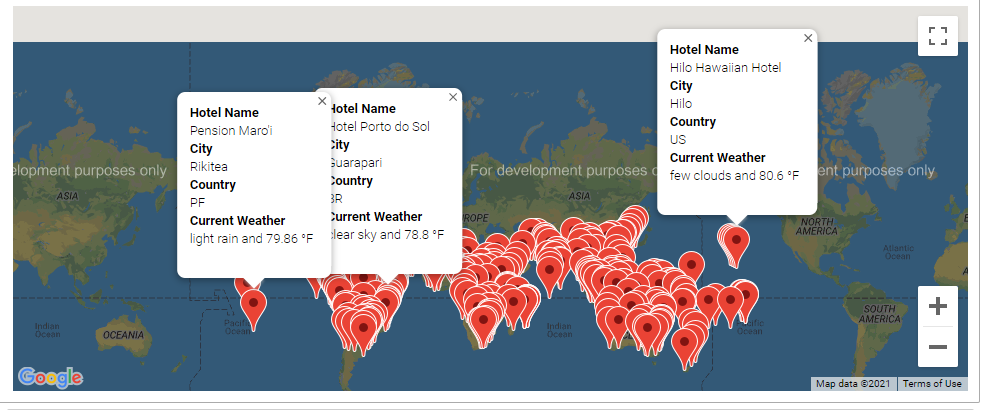 Hotel Name
Pension Maro'i
City
Rikitea
Country
PF
Current Weather
light rain and 79.86 °F
Hotel Name
Hotel Porto do Sol
City
Guarapari
Country
BR
Current Weather
clear sky and 78.8 °F
Hotel Name
Hilo Hawaiian Hotel
City
Hilo
Country
US
Current Weather
few clouds and 80.6 °F
elopment purposes only
For development purposes only
t purposes only
ASIA
ROPE
ASIA
NORTH
AMERICA
Atlantic
Ocean
A
Indian
Ocean
OCEANIA
Pacific
Ocean
Indian
Ocean
Pacific
Ocean
SOUTH
AMERICA
+
−
Google
Map data ©2021
Terms of Use